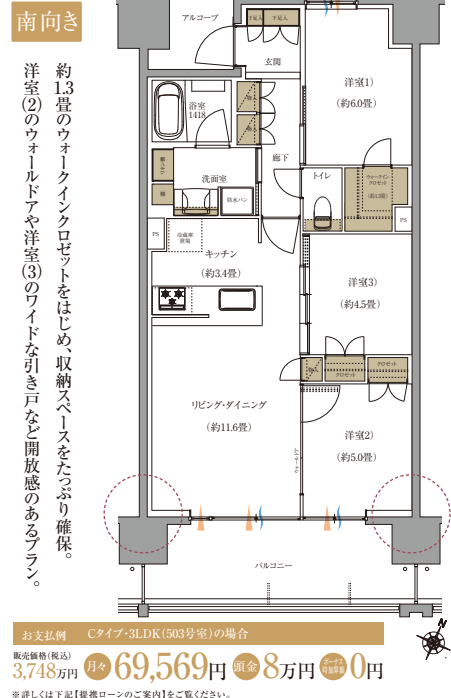 南向き
約1.3畳のウォークインクロゼットをはじめ、収納スペースをたっぷり確保。
洋室(2)のウォールドアや洋室(3)のワイドな引き戸など開放感のあるプラン。
アルコーブ
下足入
下足入
玄関
洋室1)
(約6.0畳)
浴室
1418
廊下
洗面室
防水パン
トイレ
ウォークイン
クロゼット
(約1.3畳)
PS
PS
冷蔵庫
置場
キッチン
(約3.4畳)
洋室3)
(約4.5畳)
クロゼット
クロゼット
リビング・ダイニング
(約11.6畳)
ウォールドア
洋室2)
(約5.0畳)
バルコニー
N
お支払例 Cタイプ・3LDK(503号室)の場合
販売価格(税込)
3,748万円 月々69,569円 頭金8万円 ボーナス時加算額0円
※詳しくは下記【提携ローンのご案内】をご覧ください。